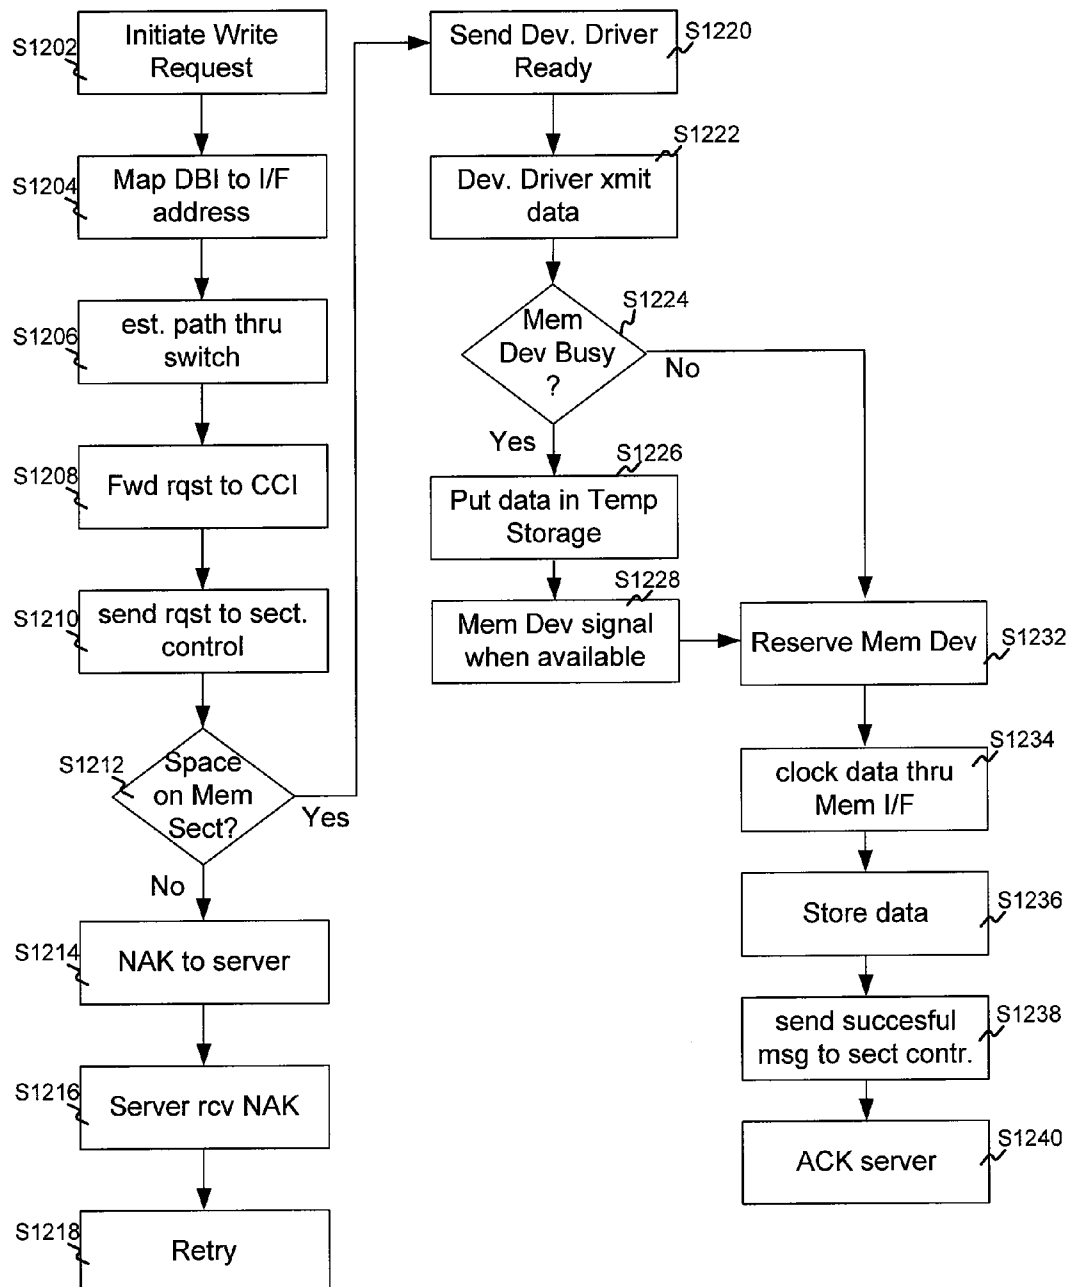 S1202
Initiate Write
Request
S1204
Map DBI to I/F
address
S1206
est. path thru
switch
S1208
Fwd rqst to CCI
S1210
send rqst to sect.
control
S1212
Space
on Mem
Sect?
Yes
No
S1214
NAK to server
S1216
Server rcv NAK
S1218
Retry
Send Dev. Driver
Ready
S1220
S1222
Dev. Driver xmit
data
S1224
Mem
Dev Busy
?
No
Yes
S1226
Put data in Temp
Storage
S1228
Mem Dev signal
when available
Reserve Mem Dev
S1232
S1234
clock data thru
Mem I/F
S1236
Store data
S1238
send succesful
msg to sect contr.
S1240
ACK server